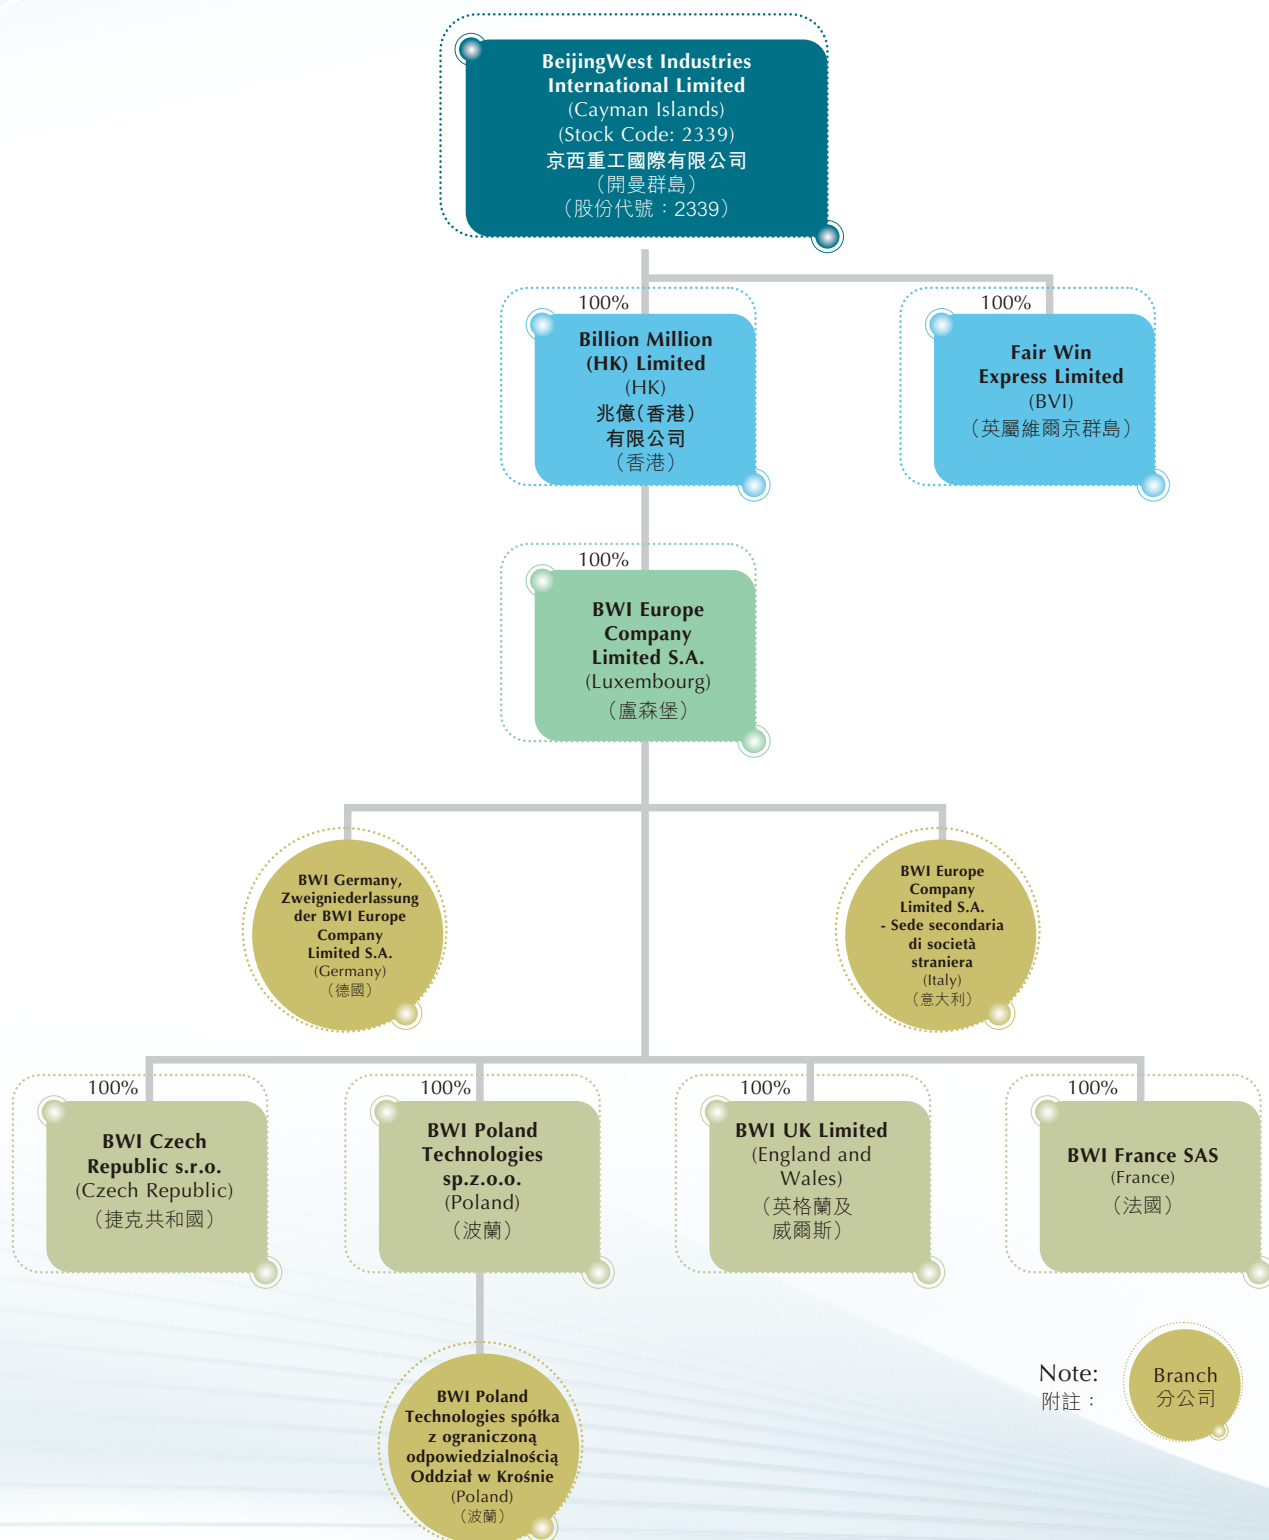 BeijingWest Industries
International Limited
(Cayman Islands)
(Stock Code: 2339)
京西重工國際有限公司
（開曼群島）
（股份代號：2339）
100%
Billion Million
(HK) Limited
(HK)
兆億（香港）
有限公司
（香港）
100%
Fair Win
Express Limited
(BVI)
（英屬維爾京群島）
100%
BWI Europe
Company
Limited S.A.
(Luxembourg)
（盧森堡）
BWI Germany,
Zweigniederlassung
der BWI Europe
Company
Limited S.A.
(Germany)
（德國）
BWI Europe
Company
Limited S.A.
- Sede secondaria
di società
straniera
(Italy)
（意大利）
100%
BWI Czech
Republic s.r.o.
(Czech Republic)
（捷克共和國）
100%
BWI Poland
Technologies
sp.z.o.o.
(Poland)
（波蘭）
100%
BWI UK Limited
(England and
Wales)
（英格蘭及
威爾斯）
100%
BWI France SAS
(France)
（法國）
BWI Poland
Technologies spółka
z ograniczoną
odpowiedzialnością
Oddział w Krośnie
(Poland)
（波蘭）
Note:
附註：
Branch
分公司